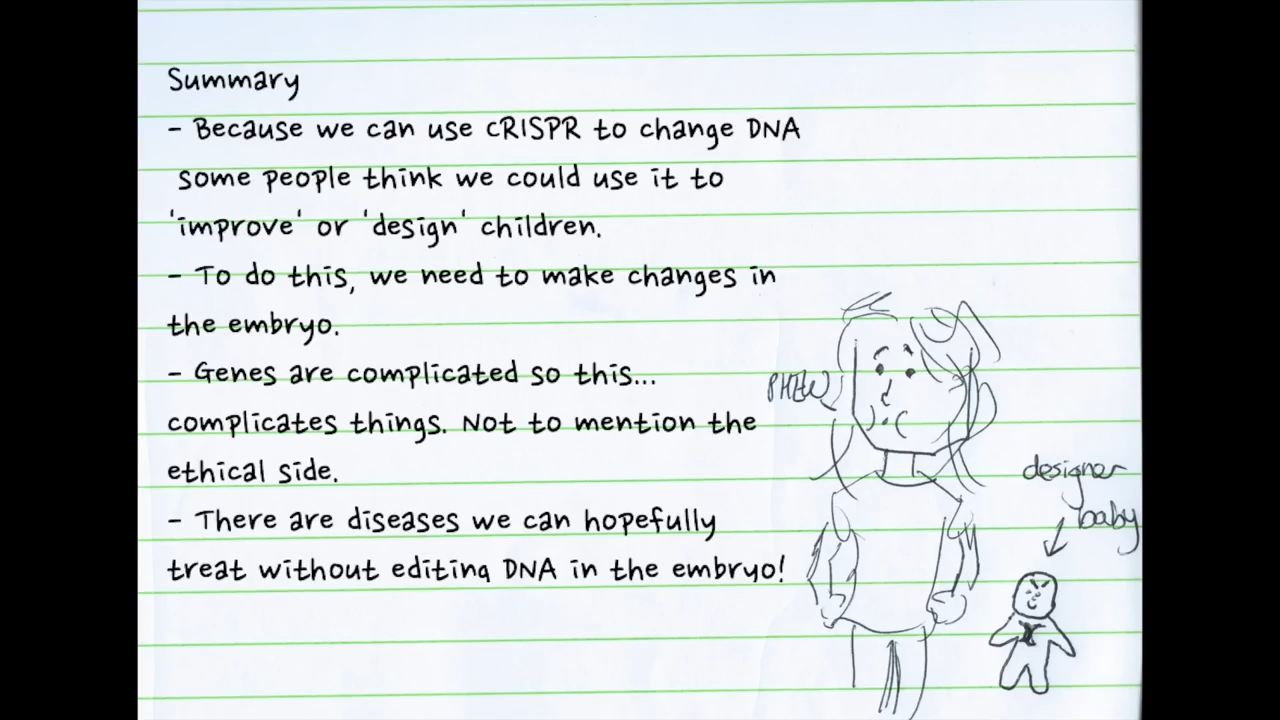 Summary
- Because we can use CRISPR to change DNA
some people think we could use it to
'improve' or 'design' children.
- To do this, we need to make changes in
the embryo.
- Genes are complicated so this...
complicates things. Not to mention the
ethical side.
- There are diseases we can hopefully
treat without editing DNA in the embryo!
PHEW
designer
baby